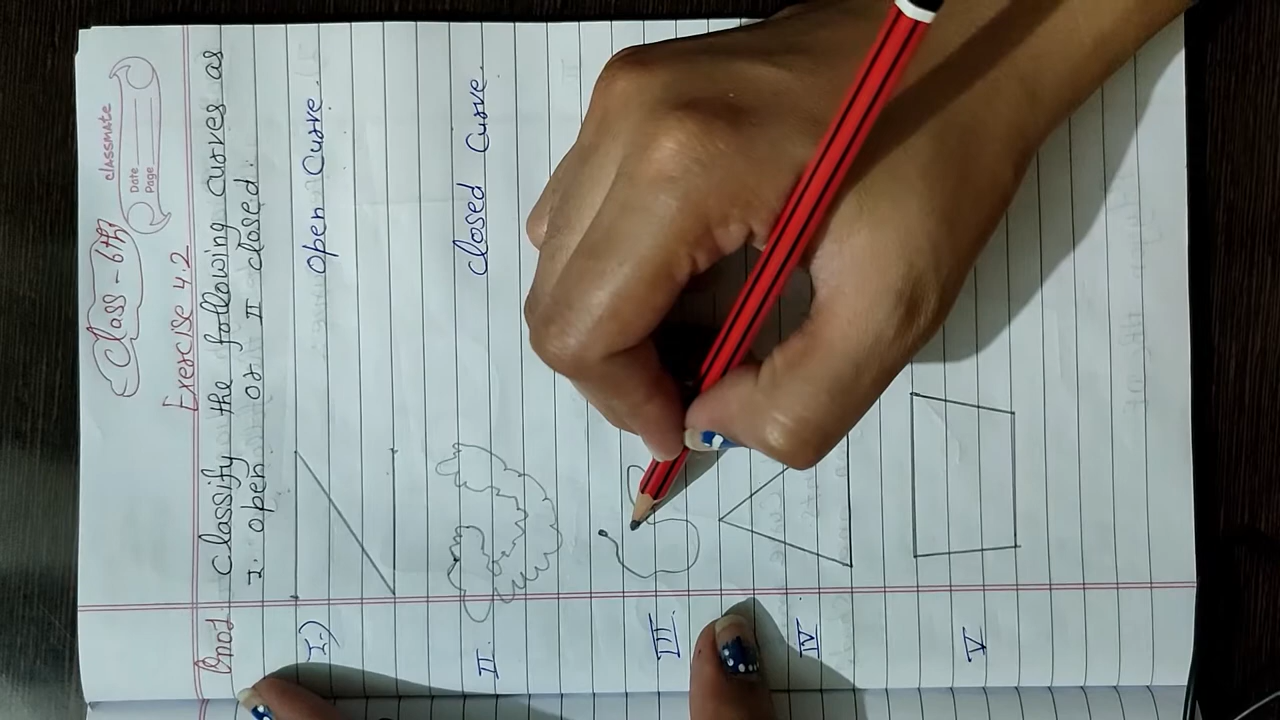 classmate
Date
Page
Class - 6th
Exercise 4.2
Qno1. Classify the following curves as
I. open or II closed.
I.) open curve.
II. closed curve.
III.
IV
V